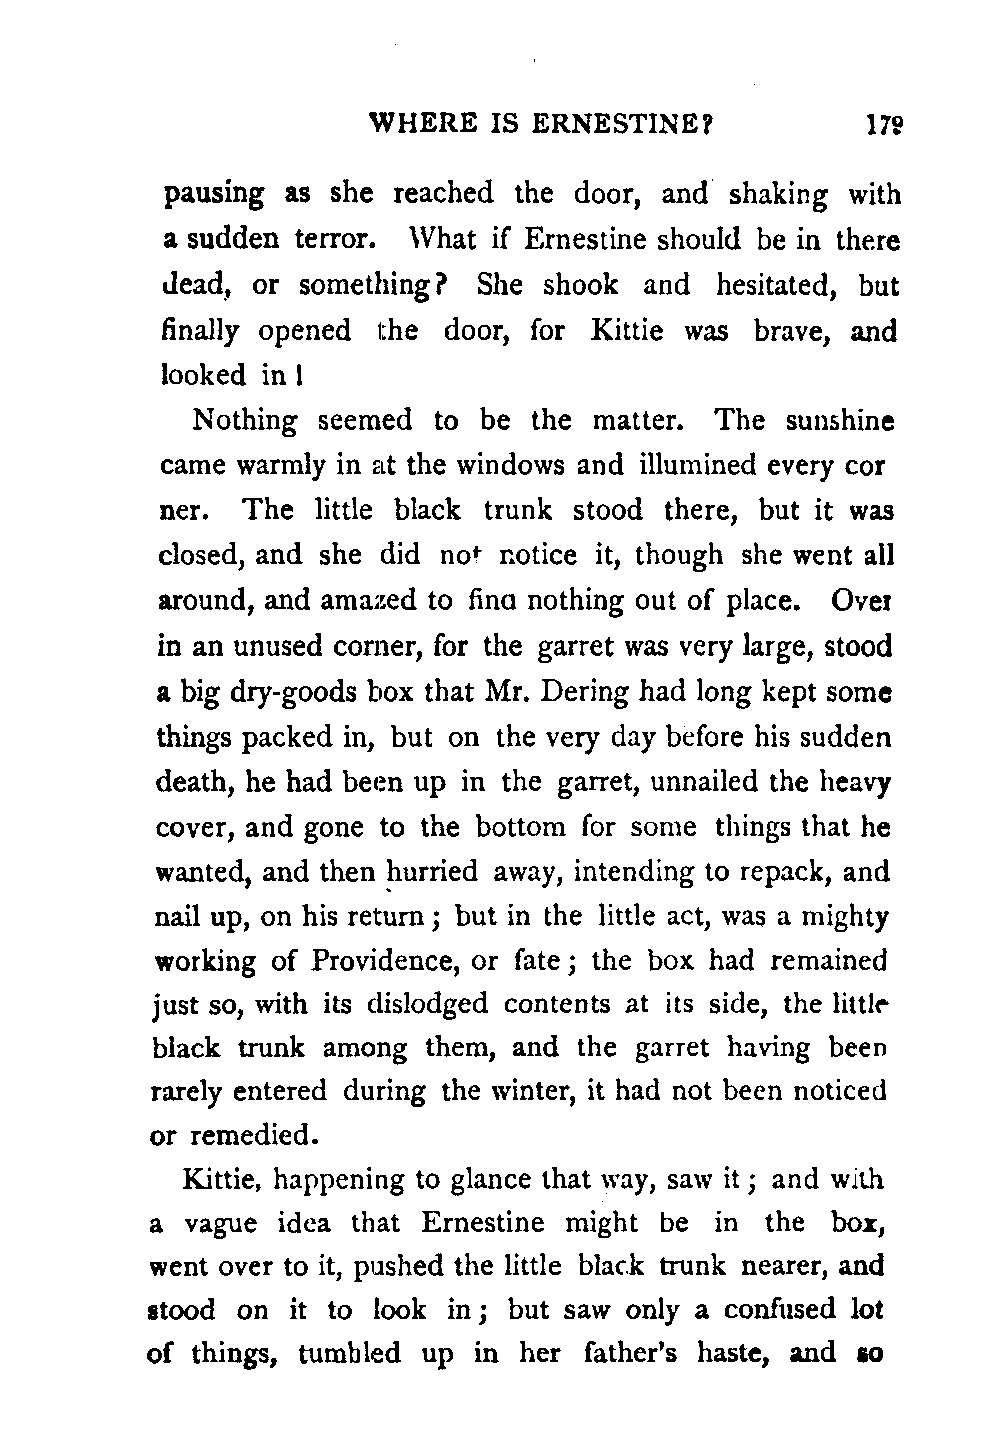 WHERE IS ERNESTINE? 179
pausing as she reached the door, and shaking with
a sudden terror. What if Ernestine should be in there
dead, or something? She shook and hesitated, but
finally opened the door, for Kittie was brave, and
looked in!
Nothing seemed to be the matter. The sunshine
came warmly in at the windows and illumined every cor
ner. The little black trunk stood there, but it was
closed, and she did not notice it, though she went all
around, and amazed to find nothing out of place. Over
in an unused corner, for the garret was very large, stood
a big dry-goods box that Mr. Dering had long kept some
things packed in, but on the very day before his sudden
death, he had been up in the garret, unnailed the heavy
cover, and gone to the bottom for some things that he
wanted, and then hurried away, intending to repack, and
nail up, on his return; but in the little act, was a mighty
working of Providence, or fate; the box had remained
just so, with its dislodged contents at its side, the little
black trunk among them, and the garret having been
rarely entered during the winter, it had not been noticed
or remedied.
Kittie, happening to glance that way, saw it; and with
a vague idea that Ernestine might be in the box,
went over to it, pushed the little black trunk nearer, and
stood on it to look in; but saw only a confused lot
of things, tumbled up in her father's haste, and so